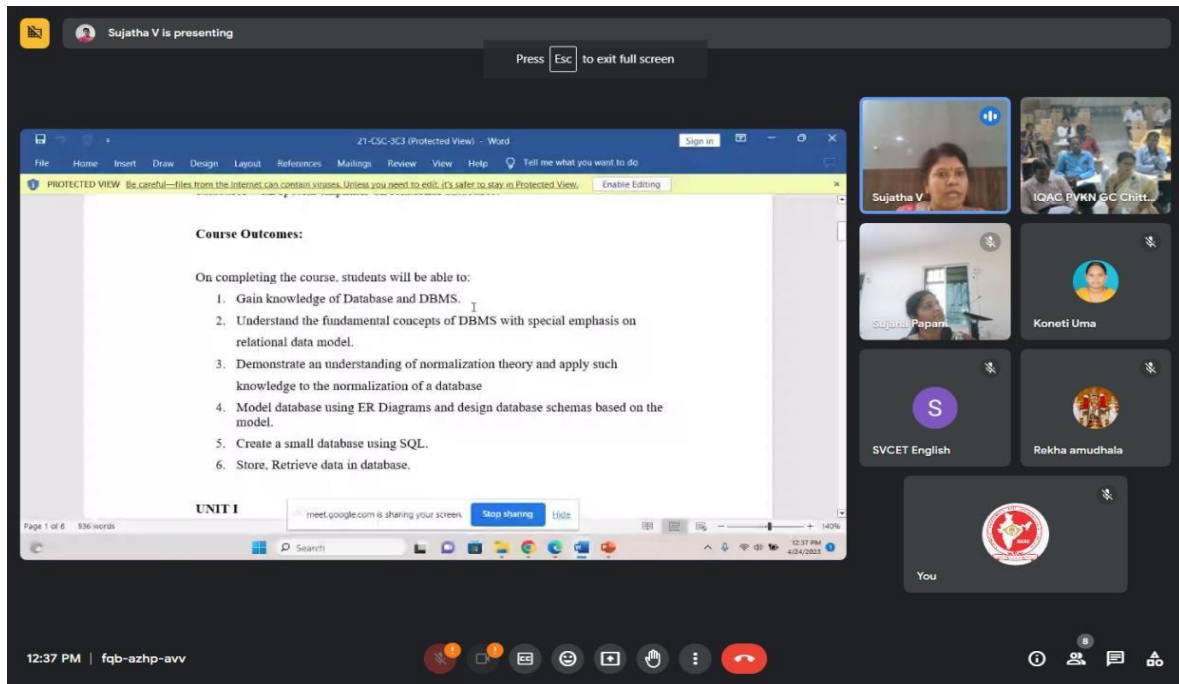 Sujatha V is presenting
Press Esc to exit full screen
21-CSC-3C3 (Protected View) - Word
Sign in
File Home Insert Draw Design Layout References Mailings Review View Help Tell me what you want to do
PROTECTED VIEW Be careful—files from the Internet can contain viruses. Unless you need to edit, it's safer to stay in Protected View. Enable Editing
Course Outcomes:
On completing the course, students will be able to:
1. Gain knowledge of Database and DBMS.
2. Understand the fundamental concepts of DBMS with special emphasis on
relational data model.
3. Demonstrate an understanding of normalization theory and apply such
knowledge to the normalization of a database
4. Model database using ER Diagrams and design database schemas based on the
model.
5. Create a small database using SQL.
6. Store, Retrieve data in database.
UNIT I
meet.google.com is sharing your screen. Stop sharing Hide
Page 1 of 6 936 words
140%
Search
12:37 PM
4/24/2023
Sujatha V
IQAC PVKN GC Chitt...
Sujana Papani
Koneti Uma
S
SVCET English
Rekha amudhala
You
12:37 PM | fqb-azhp-avv
CC
8